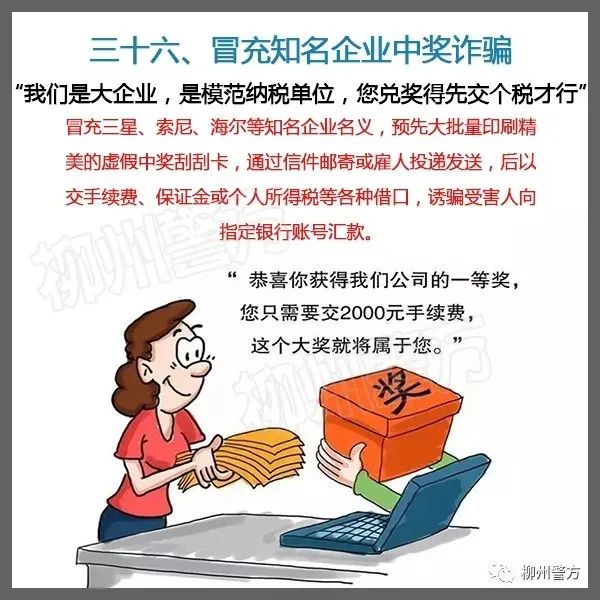 三十六、冒充知名企业中奖诈骗
“我们是大企业，是模范纳税单位，您兑奖得先交个税才行”
冒充三星、索尼、海尔等知名企业名义，预先大批量印刷精
美的虚假中奖刮刮卡，通过信件邮寄或雇人投递发送，后以
交手续费、保证金或个人所得税等各种借口，诱骗受害人向
指定银行账号汇款。
柳州警方
“ 恭喜你获得我们公司的一等奖，
您只需要交2000元手续费，
这个大奖就将属于您。”
柳州警方
奖
柳州警方